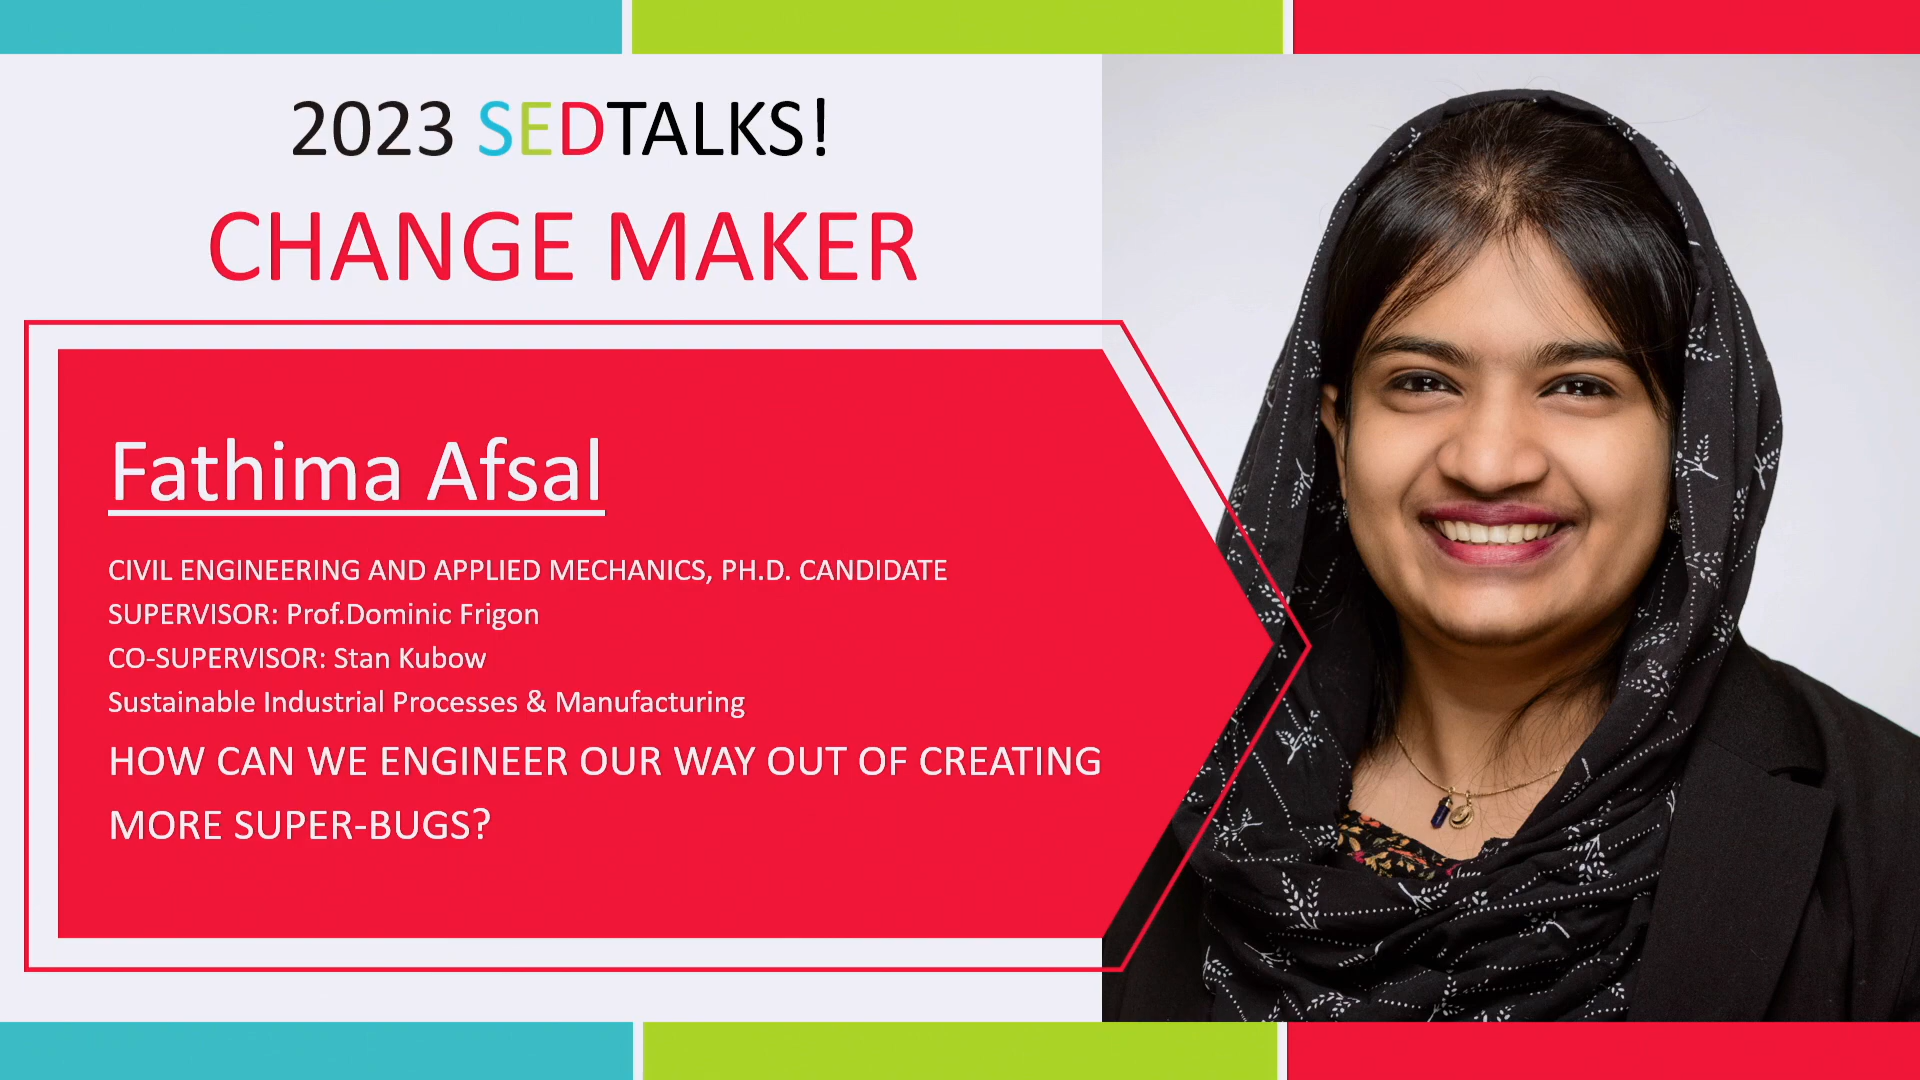 2023 SEDTALKS!
CHANGE MAKER
Fathima Afsal
CIVIL ENGINEERING AND APPLIED MECHANICS, PH.D. CANDIDATE
SUPERVISOR: Prof.Dominic Frigon
CO-SUPERVISOR: Stan Kubow
Sustainable Industrial Processes & Manufacturing
HOW CAN WE ENGINEER OUR WAY OUT OF CREATING
MORE SUPER-BUGS?